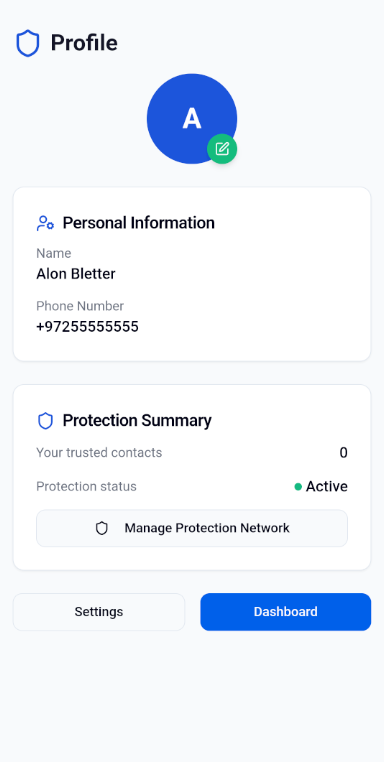 Profile
A
Personal Information
Name
Alon Bletter
Phone Number
+97255555555
Protection Summary
Your trusted contacts 0
Protection status Active
Manage Protection Network
Settings Dashboard